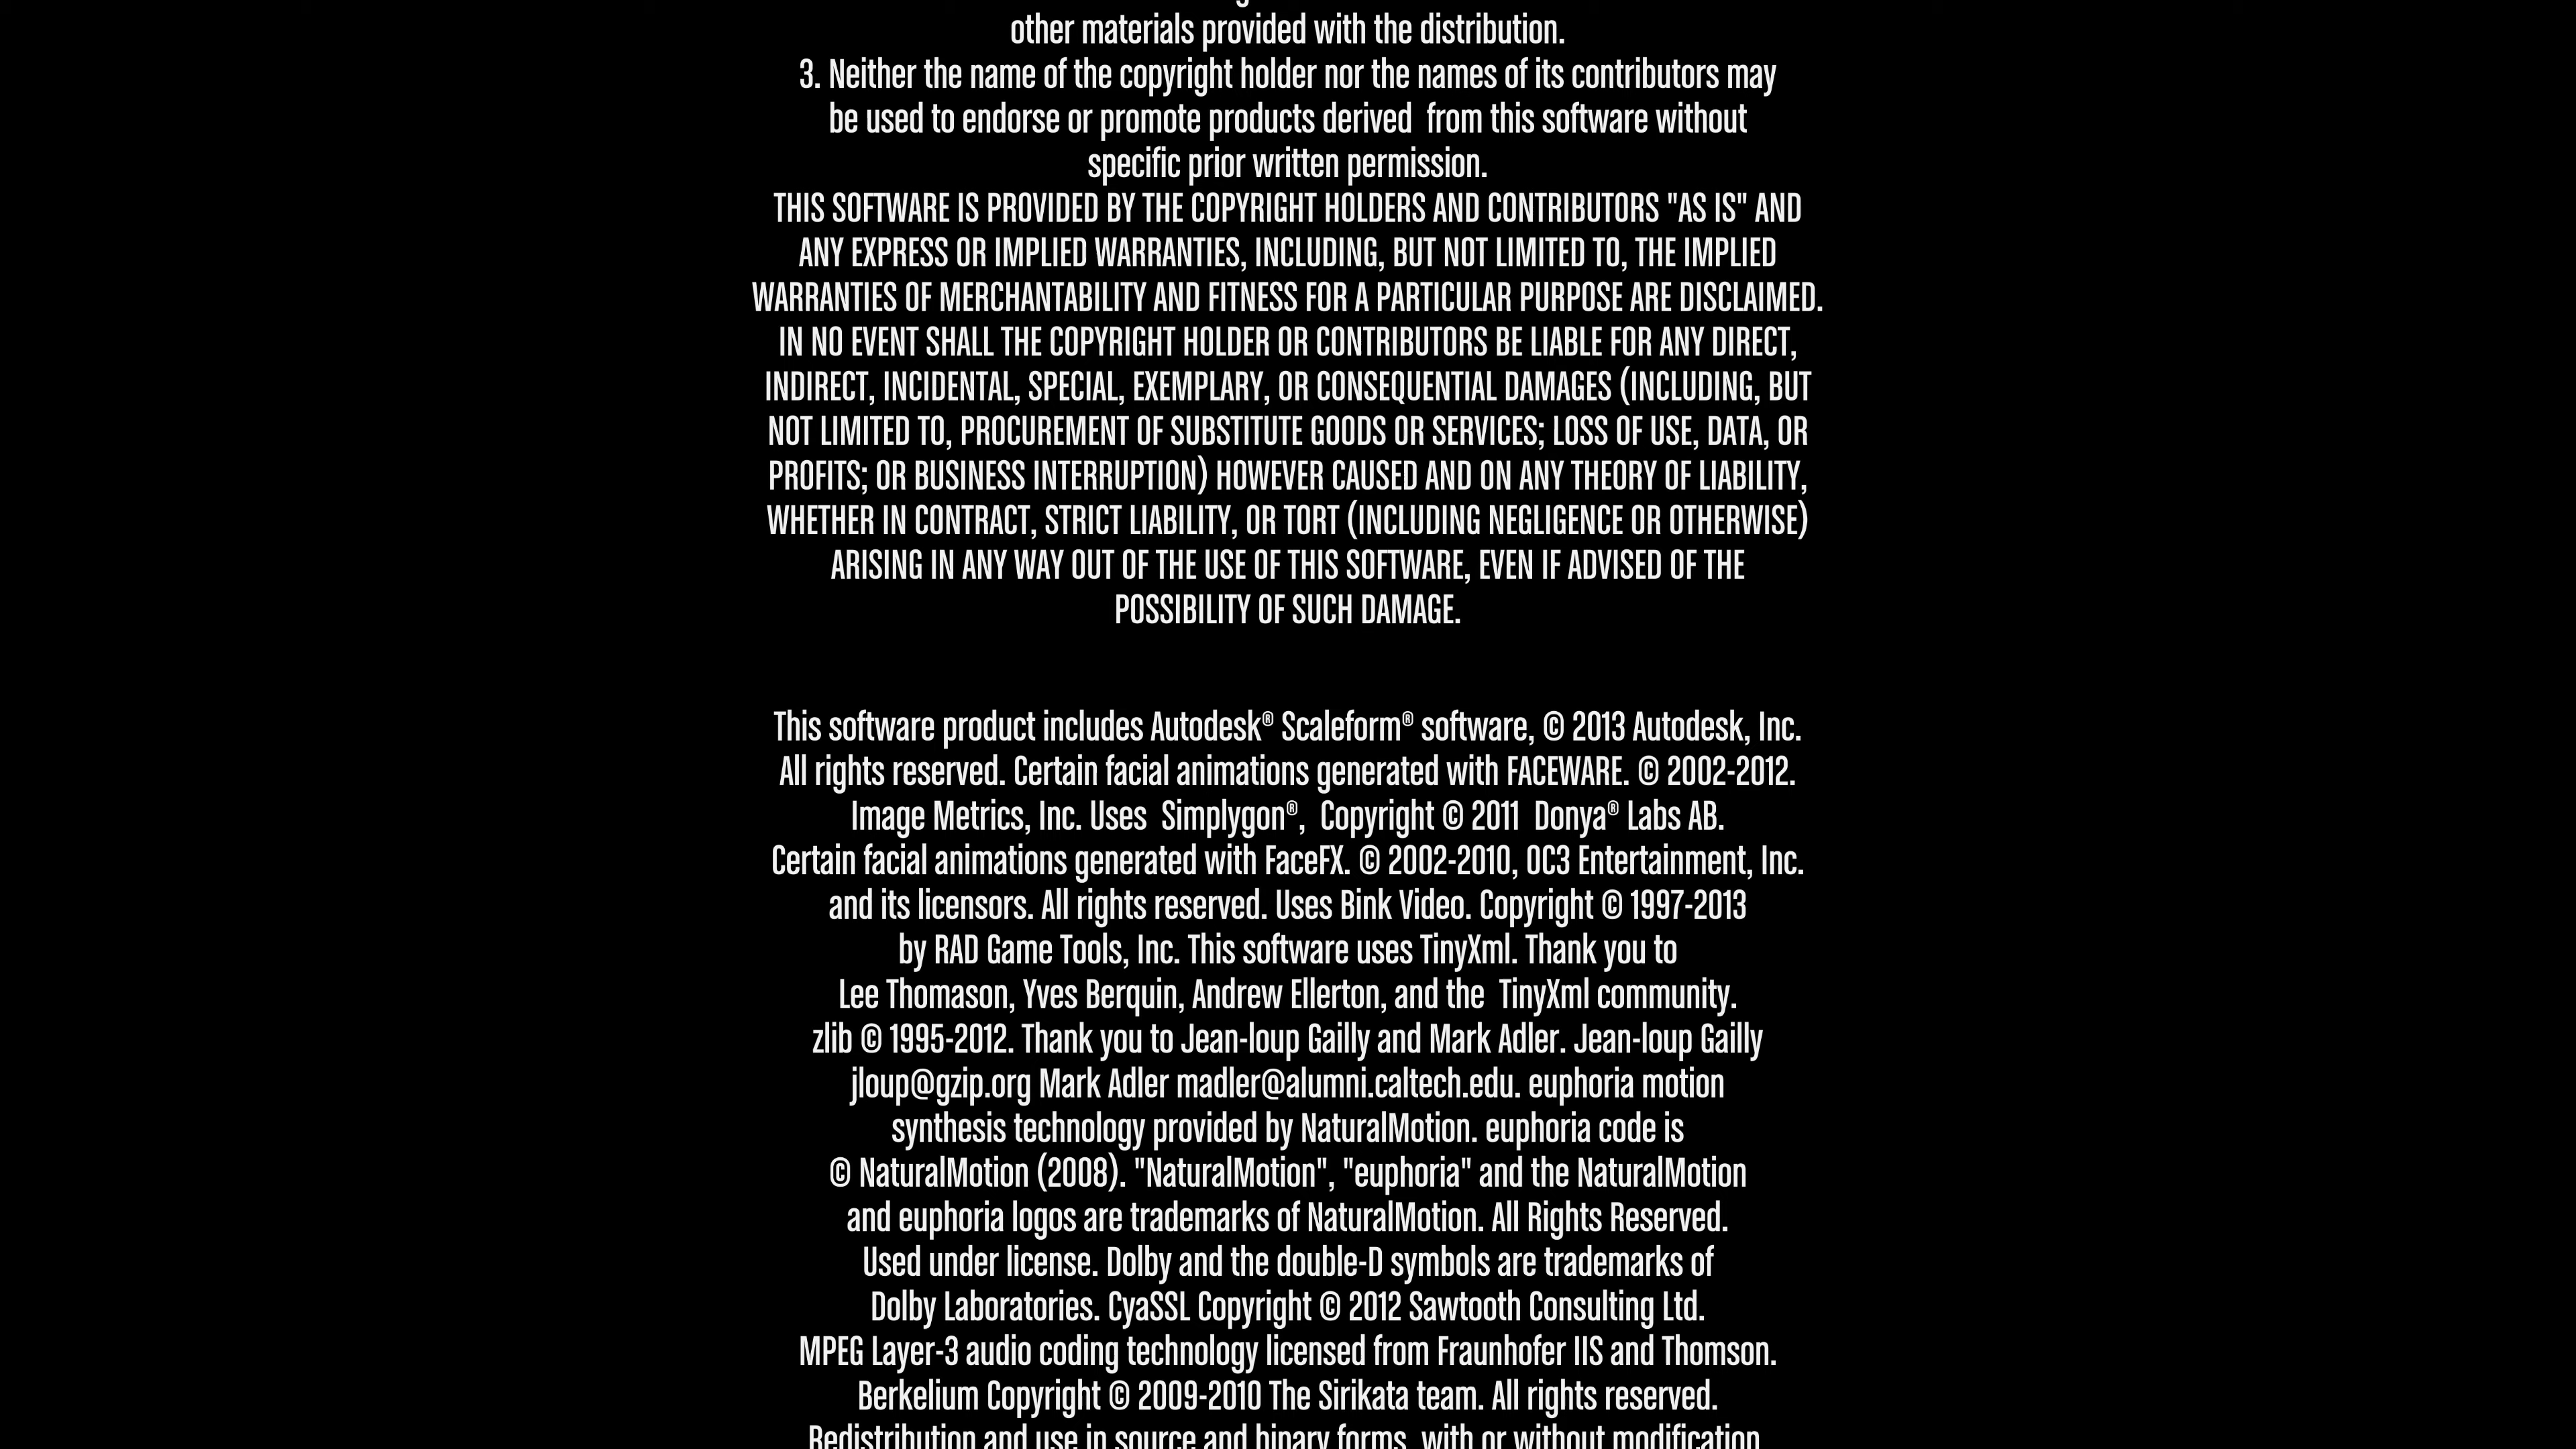 other materials provided with the distribution.
3. Neither the name of the copyright holder nor the names of its contributors may
be used to endorse or promote products derived  from this software without
specific prior written permission.
THIS SOFTWARE IS PROVIDED BY THE COPYRIGHT HOLDERS AND CONTRIBUTORS "AS IS" AND
ANY EXPRESS OR IMPLIED WARRANTIES, INCLUDING, BUT NOT LIMITED TO, THE IMPLIED
WARRANTIES OF MERCHANTABILITY AND FITNESS FOR A PARTICULAR PURPOSE ARE DISCLAIMED.
IN NO EVENT SHALL THE COPYRIGHT HOLDER OR CONTRIBUTORS BE LIABLE FOR ANY DIRECT,
INDIRECT, INCIDENTAL, SPECIAL, EXEMPLARY, OR CONSEQUENTIAL DAMAGES (INCLUDING, BUT
NOT LIMITED TO, PROCUREMENT OF SUBSTITUTE GOODS OR SERVICES; LOSS OF USE, DATA, OR
PROFITS; OR BUSINESS INTERRUPTION) HOWEVER CAUSED AND ON ANY THEORY OF LIABILITY,
WHETHER IN CONTRACT, STRICT LIABILITY, OR TORT (INCLUDING NEGLIGENCE OR OTHERWISE)
ARISING IN ANY WAY OUT OF THE USE OF THIS SOFTWARE, EVEN IF ADVISED OF THE
POSSIBILITY OF SUCH DAMAGE.
This software product includes Autodesk® Scaleform® software, © 2013 Autodesk, Inc.
All rights reserved. Certain facial animations generated with FACEWARE. © 2002-2012.
Image Metrics, Inc. Uses  Simplygon®,  Copyright © 2011  Donya® Labs AB.
Certain facial animations generated with FaceFX. © 2002-2010, OC3 Entertainment, Inc.
and its licensors. All rights reserved. Uses Bink Video. Copyright © 1997-2013
by RAD Game Tools, Inc. This software uses TinyXml. Thank you to
Lee Thomason, Yves Berquin, Andrew Ellerton, and the  TinyXml community.
zlib © 1995-2012. Thank you to Jean-loup Gailly and Mark Adler. Jean-loup Gailly
jloup@gzip.org Mark Adler madler@alumni.caltech.edu. euphoria motion
synthesis technology provided by NaturalMotion. euphoria code is
© NaturalMotion (2008). "NaturalMotion", "euphoria" and the NaturalMotion
and euphoria logos are trademarks of NaturalMotion. All Rights Reserved.
Used under license. Dolby and the double-D symbols are trademarks of
Dolby Laboratories. CyaSSL Copyright © 2012 Sawtooth Consulting Ltd.
MPEG Layer-3 audio coding technology licensed from Fraunhofer IIS and Thomson.
Berkelium Copyright © 2009-2010 The Sirikata team. All rights reserved.
Redistribution and use in source and binary forms, with or without modification